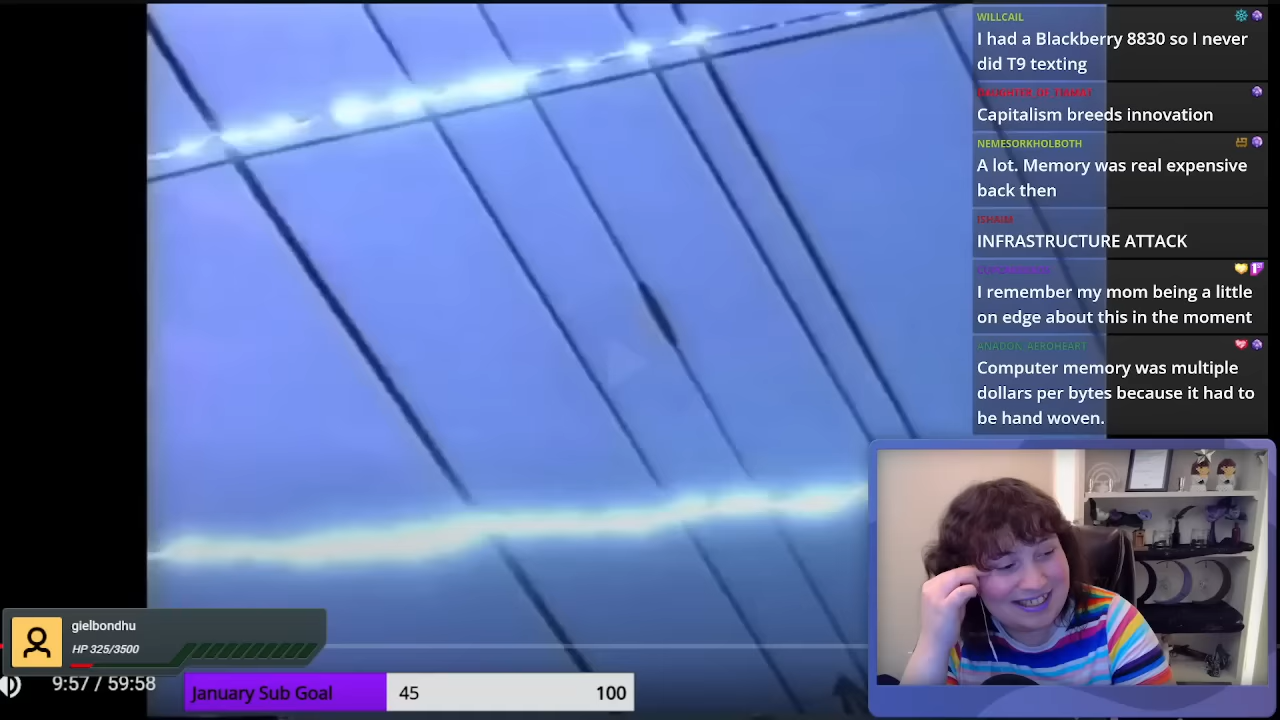 WILLCAIL
I had a Blackberry 8830 so I never
did T9 texting
Capitalism breeds innovation
NEMESORKHOLBOTH
A lot. Memory was real expensive
back then
ISHAIM
INFRASTRUCTURE ATTACK
I remember my mom being a little
on edge about this in the moment
ANADON_AEROHEART
Computer memory was multiple
dollars per bytes because it had to
be hand woven.
gielbondhu
HP 325/3500
9:57 / 59:58
January Sub Goal 45 100